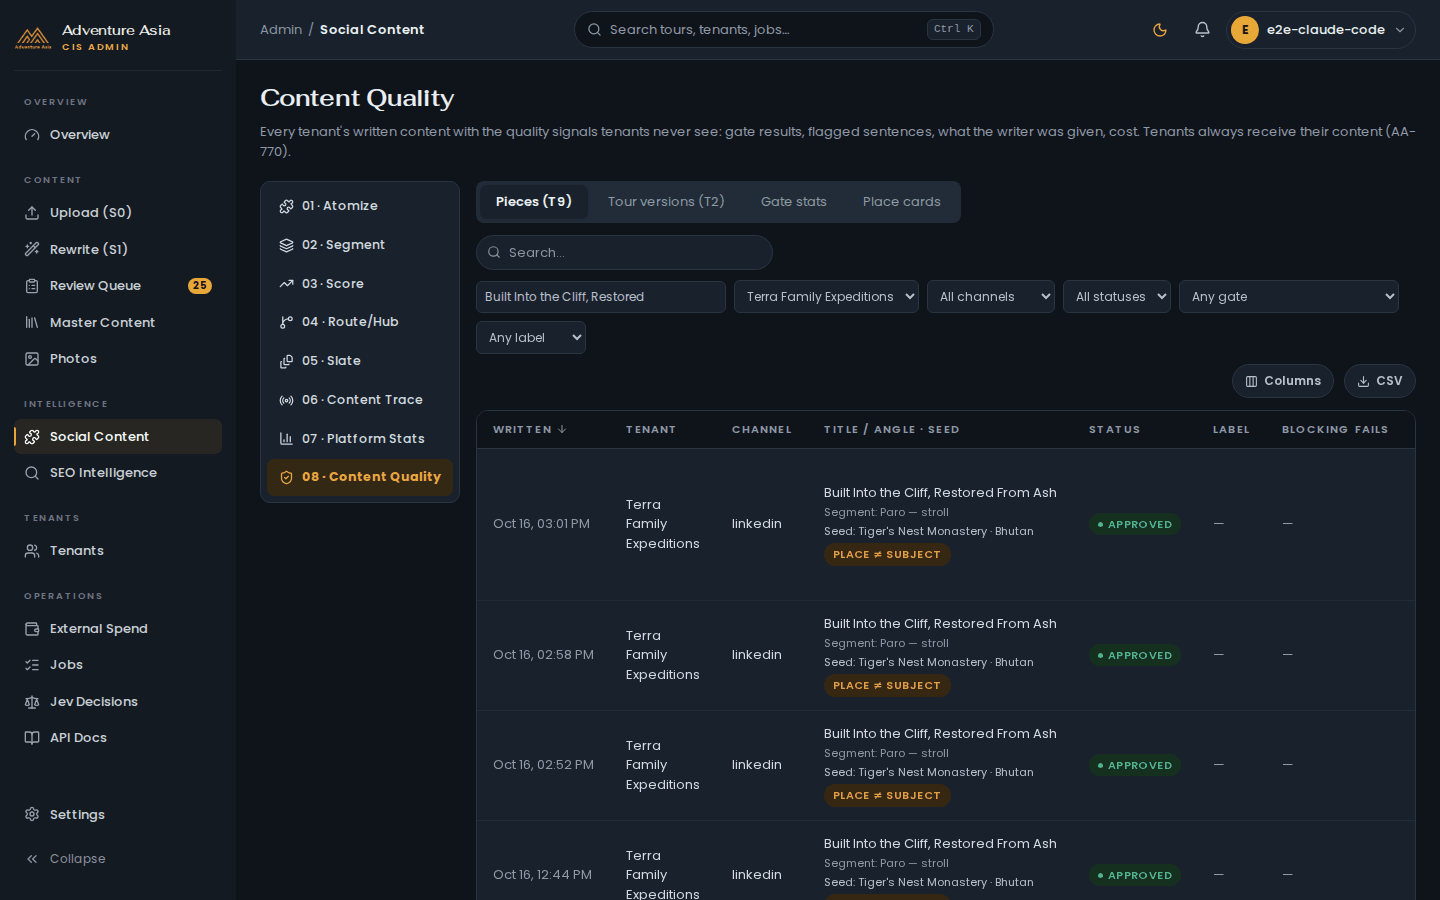 Adventure Asia
Adventure Asia
CIS ADMIN
OVERVIEW
Overview
CONTENT
Upload (S0)
Rewrite (S1)
Review Queue
25
Master Content
Photos
INTELLIGENCE
Social Content
SEO Intelligence
TENANTS
Tenants
OPERATIONS
External Spend
Jobs
Jev Decisions
API Docs
Settings
Collapse
Admin / Social Content
Search tours, tenants, jobs…
Ctrl K
E
e2e-claude-code
Content Quality
Every tenant's written content with the quality signals tenants never see: gate results, flagged sentences, what the writer was given, cost. Tenants always receive their content (AA-
770).
01 · Atomize
02 · Segment
03 · Score
04 · Route/Hub
05 · Slate
06 · Content Trace
07 · Platform Stats
08 · Content Quality
Pieces (T9)
Tour versions (T2)
Gate stats
Place cards
Search...
Built Into the Cliff, Restored
Terra Family Expeditions
All channels
All statuses
Any gate
Any label
Columns
CSV
WRITTEN ↓
TENANT
CHANNEL
TITLE / ANGLE · SEED
STATUS
LABEL
BLOCKING FAILS
Oct 16, 03:01 PM
Terra
Family
Expeditions
linkedin
Built Into the Cliff, Restored From Ash
Segment: Paro — stroll
Seed: Tiger's Nest Monastery · Bhutan
PLACE ≠ SUBJECT
APPROVED
—
—
Oct 16, 02:58 PM
Terra
Family
Expeditions
linkedin
Built Into the Cliff, Restored From Ash
Segment: Paro — stroll
Seed: Tiger's Nest Monastery · Bhutan
PLACE ≠ SUBJECT
APPROVED
—
—
Oct 16, 02:52 PM
Terra
Family
Expeditions
linkedin
Built Into the Cliff, Restored From Ash
Segment: Paro — stroll
Seed: Tiger's Nest Monastery · Bhutan
PLACE ≠ SUBJECT
APPROVED
—
—
Oct 16, 12:44 PM
Terra
Family
Expeditions
linkedin
Built Into the Cliff, Restored From Ash
Segment: Paro — stroll
Seed: Tiger's Nest Monastery · Bhutan
APPROVED
—
—